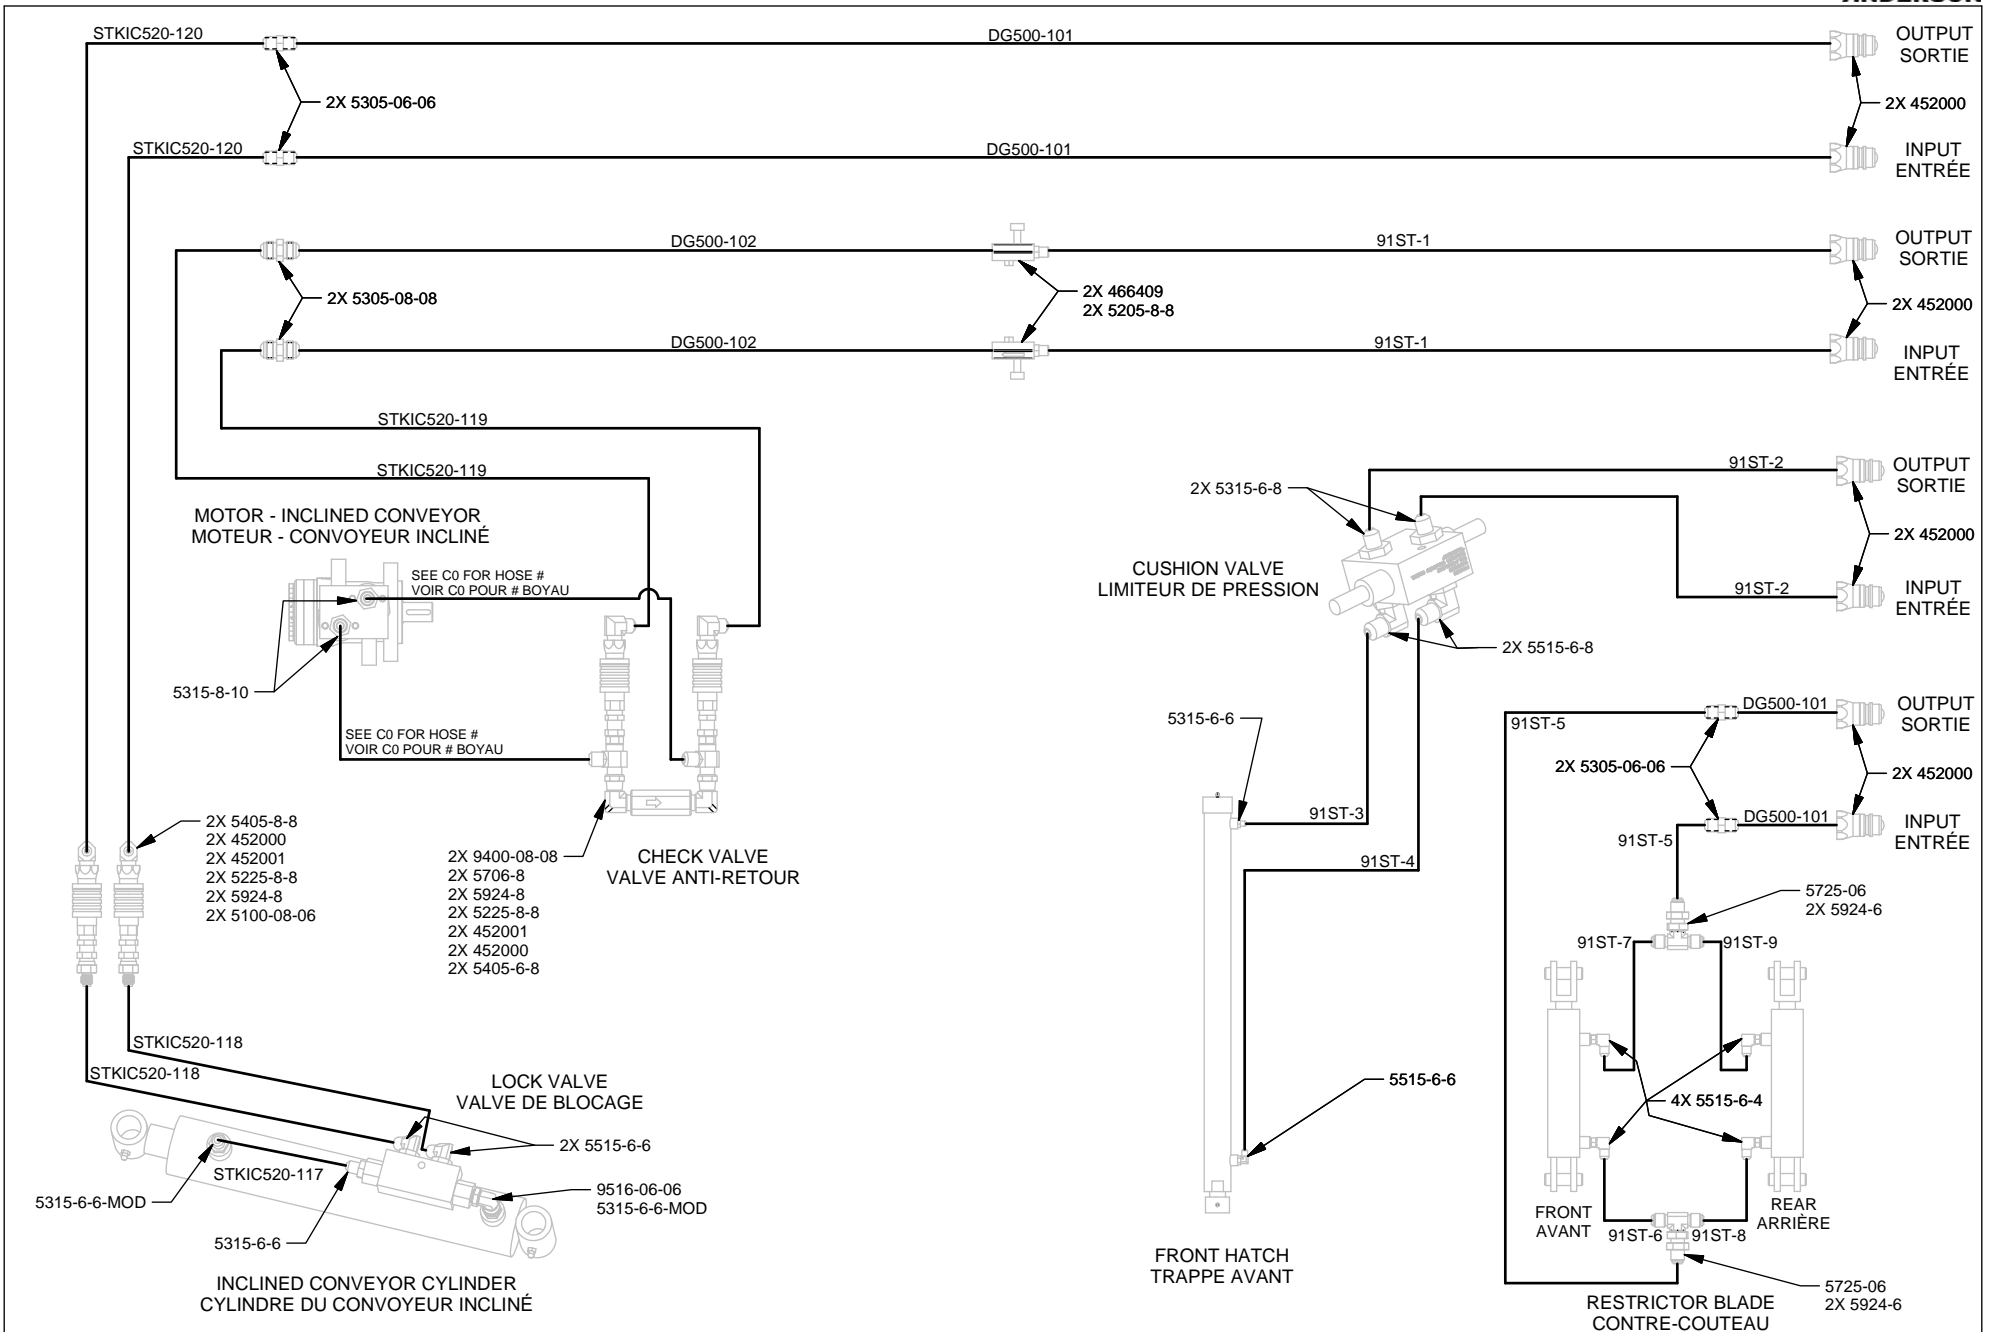 STKIC520-120
DG500-101
OUTPUT
SORTIE
2X 5305-06-06
2X 452000
STKIC520-120
DG500-101
INPUT
ENTRÉE
DG500-102
91ST-1
OUTPUT
SORTIE
2X 5305-08-08
2X 466409
2X 5205-8-8
2X 452000
DG500-102
91ST-1
INPUT
ENTRÉE
STKIC520-119
STKIC520-119
91ST-2
OUTPUT
SORTIE
2X 5315-6-8
2X 452000
CUSHION VALVE
LIMITEUR DE PRESSION
91ST-2
INPUT
ENTRÉE
2X 5515-6-8
MOTOR - INCLINED CONVEYOR
MOTEUR - CONVOYEUR INCLINÉ
SEE C0 FOR HOSE #
VOIR C0 POUR # BOYAU
5315-8-10
SEE C0 FOR HOSE #
VOIR C0 POUR # BOYAU
5315-6-6
91ST-5
DG500-101
OUTPUT
SORTIE
2X 5305-06-06
2X 452000
91ST-3
DG500-101
INPUT
ENTRÉE
91ST-5
91ST-4
2X 5405-8-8
2X 452000
2X 452001
2X 5225-8-8
2X 5924-8
2X 5100-08-06
2X 9400-08-08
2X 5706-8
2X 5924-8
2X 5225-8-8
2X 452001
2X 452000
2X 5405-6-8
CHECK VALVE
VALVE ANTI-RETOUR
5725-06
2X 5924-6
91ST-7
91ST-9
STKIC520-118
STKIC520-118
LOCK VALVE
VALVE DE BLOCAGE
2X 5515-6-6
5515-6-6
4X 5515-6-4
STKIC520-117
5315-6-6-MOD
9516-06-06
5315-6-6-MOD
5315-6-6
INCLINED CONVEYOR CYLINDER
CYLINDRE DU CONVOYEUR INCLINÉ
FRONT HATCH
TRAPPE AVANT
FRONT
AVANT
REAR
ARRIÈRE
91ST-6
91ST-8
5725-06
2X 5924-6
RESTRICTOR BLADE
CONTRE-COUTEAU